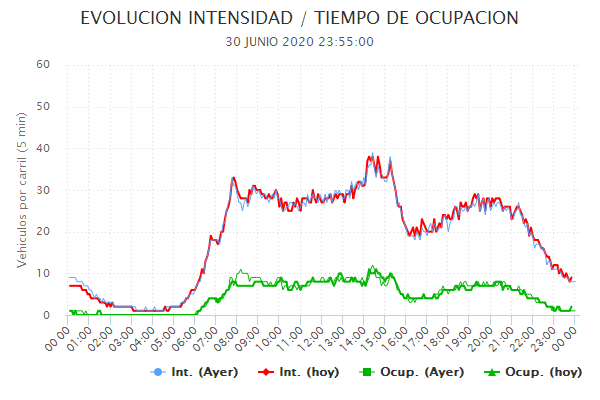 EVOLUCION INTENSIDAD / TIEMPO DE OCUPACION
30 JUNIO 2020 23:55:00
Vehiculos por carril (5 min)
60
50
40
30
20
10
0
00:00 01:00 02:00 03:00 04:00 05:00 06:00 07:00 08:00 09:00 10:00 11:00 12:00 13:00 14:00 15:00 16:00 17:00 18:00 19:00 20:00 21:00 22:00 23:00 00:00
Int. (Ayer) Int. (hoy) Ocup. (Ayer) Ocup. (hoy)